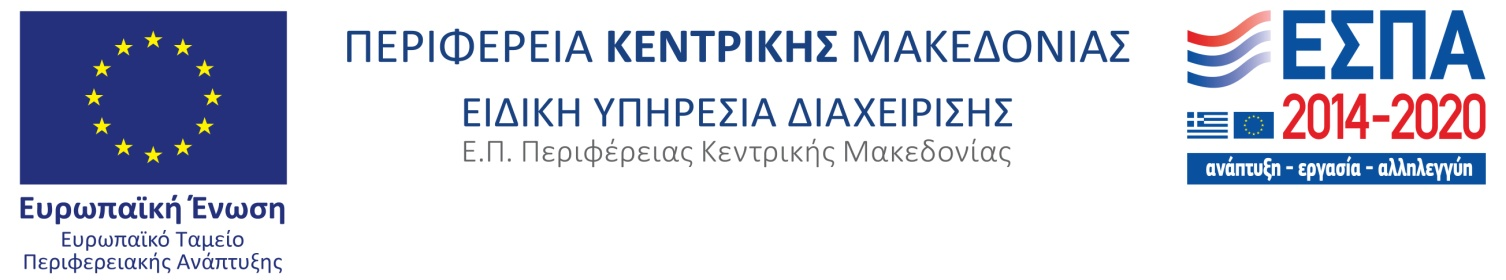 Ευρωπαϊκή Ένωση
Ευρωπαϊκό Ταμείο
Περιφερειακής Ανάπτυξης
ΠΕΡΙΦΕΡΕΙΑ ΚΕΝΤΡΙΚΗΣ ΜΑΚΕΔΟΝΙΑΣ
ΕΙΔΙΚΗ ΥΠΗΡΕΣΙΑ ΔΙΑΧΕΙΡΙΣΗΣ
Ε.Π. Περιφέρειας Κεντρικής Μακεδονίας
ΕΣΠΑ
2014-2020
ανάπτυξη - εργασία - αλληλεγγύη